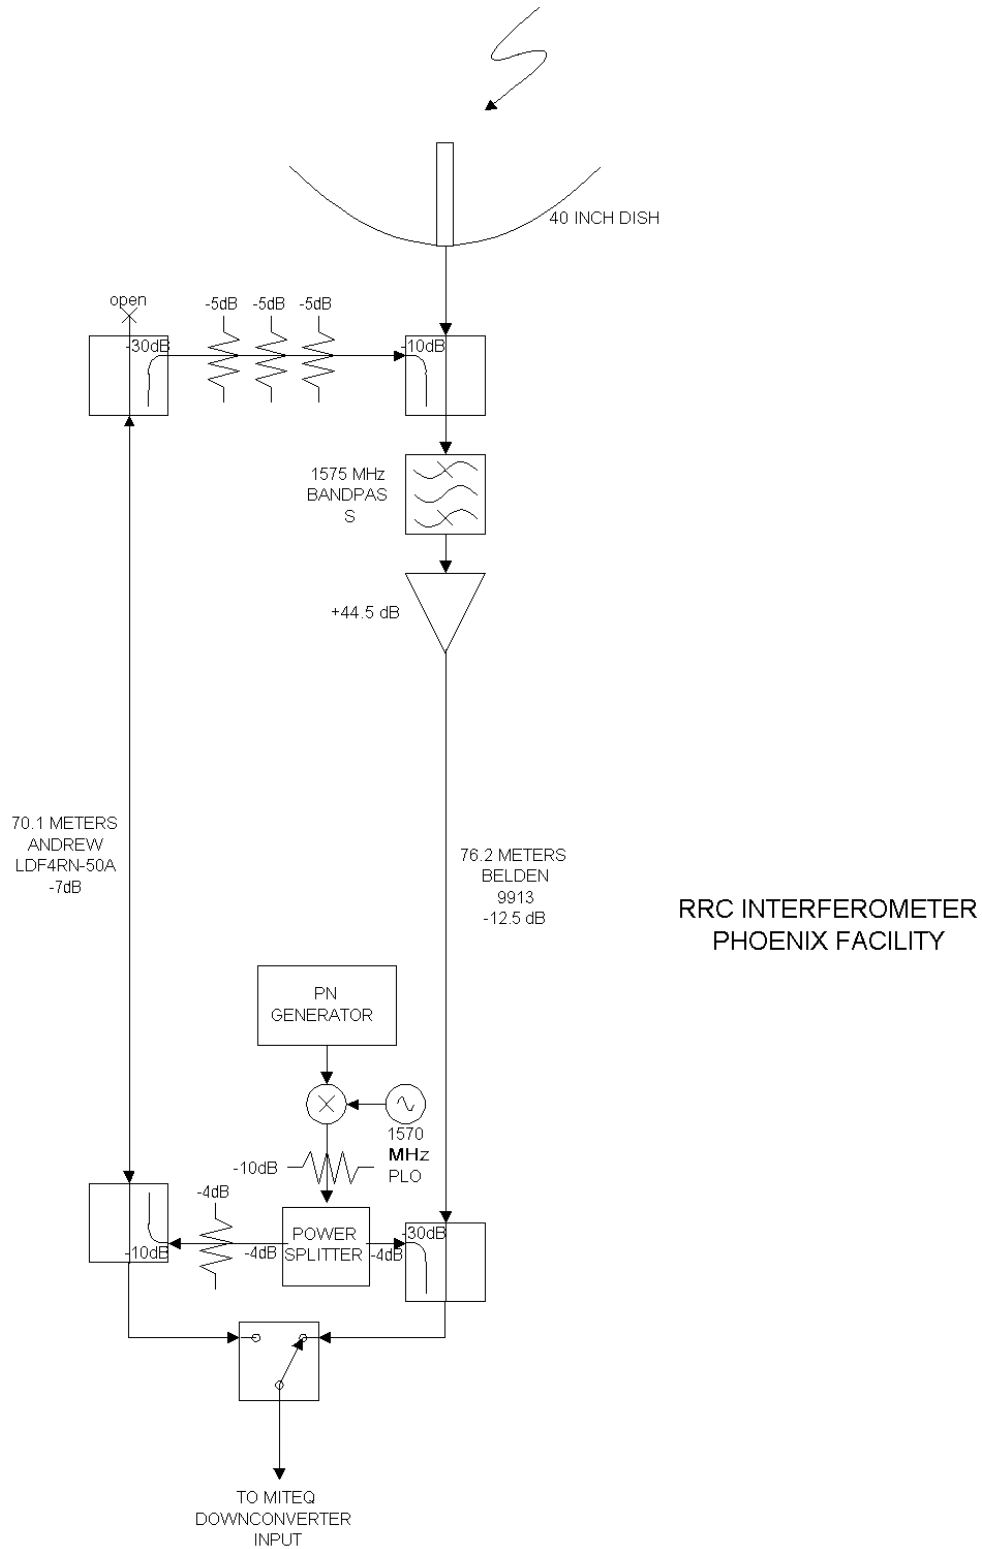 40 INCH DISH
open
-5dB
-5dB
-5dB
-30dB
-10dB
1575 MHz
BANDPAS
S
+44.5 dB
70.1 METERS
ANDREW
LDF4RN-50A
-7dB
76.2 METERS
BELDEN
9913
-12.5 dB
RRC INTERFEROMETER
PHOENIX FACILITY
PN
GENERATOR
1570
MHz
PLO
-10dB
-4dB
-10dB
-4dB
POWER
SPLITTER
-4dB
-30dB
TO MITEQ
DOWNCONVERTER
INPUT